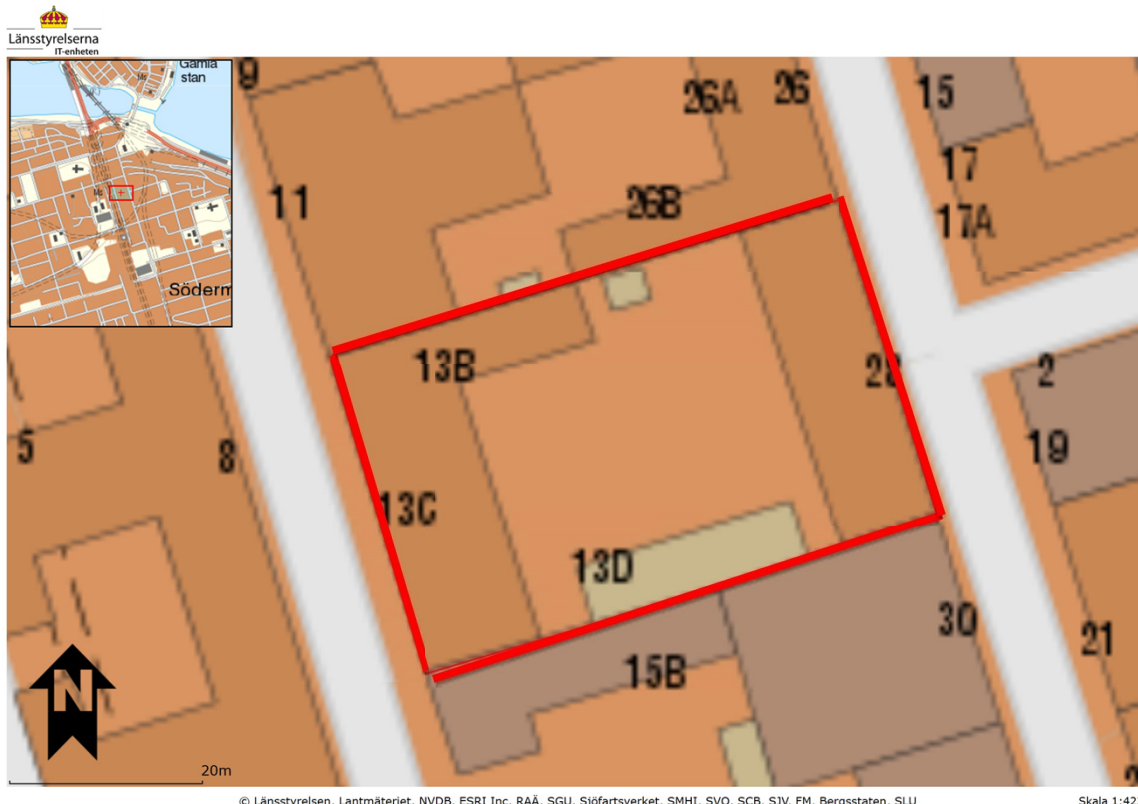 Länsstyrelserna
IT-enheten
Gamla
stan
Ms
Ms
Söderm
9
11
26A
26
26B
15
17
17A
13B
28
2
5
8
13C
19
13D
30
21
15B
N
20m
© Länsstyrelsen, Lantmäteriet, NVDB, ESRI Inc, RAÄ, SGU, Sjöfartsverket, SMHI, SVO, SCB, SJV, FM, Bergsstaten, SLU
Skala 1:42